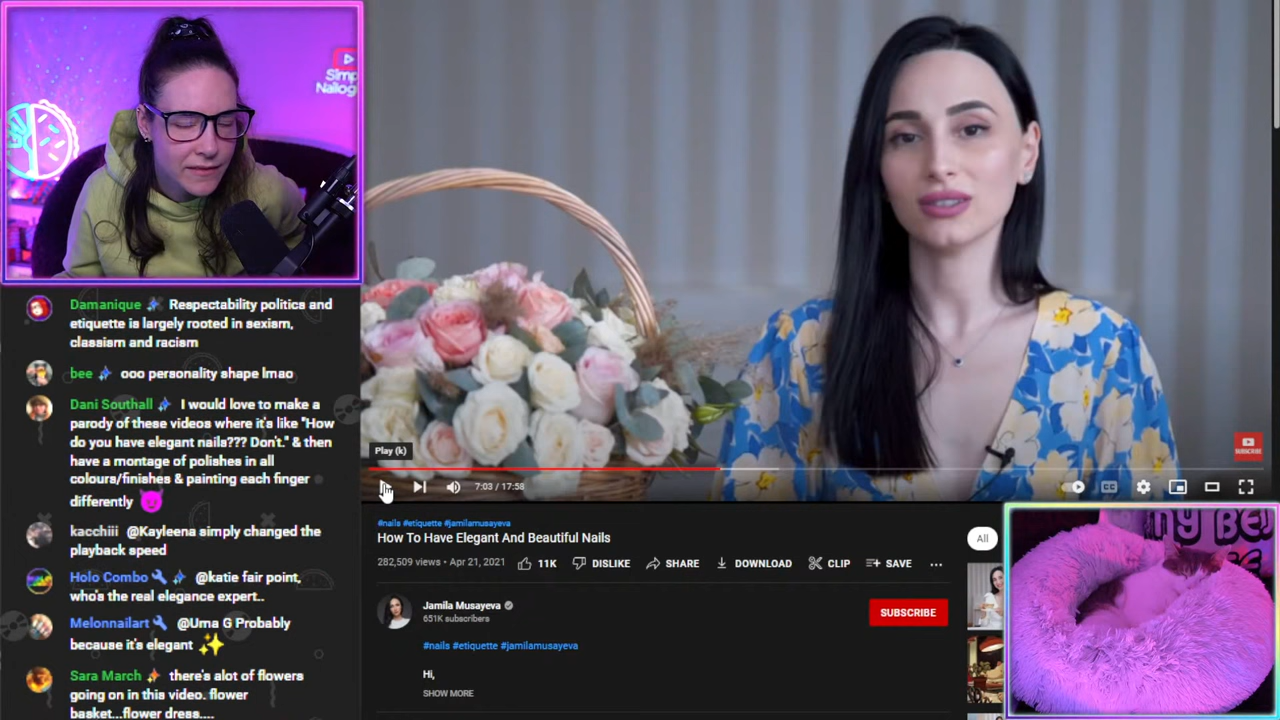 Simp
Nailog
Damanique Respectability politics and
etiquette is largely rooted in sexism,
classism and racism
bee ooo personality shape lmao
Dani Southall I would love to make a
parody of these videos where it's like "How
do you have elegant nails??? Don't." & then
have a montage of polishes in all
colours/finishes & painting each finger
differently
kacchiii @Kayleena simply changed the
playback speed
Holo Combo @katie fair point,
who's the real elegance expert..
Melonnailart @Uma G Probably
because it's elegant
Sara March there's alot of flowers
going on in this video. flower
basket...flower dress....
Play (k)
7:03 / 17:58
CC
SUBSCRIBE
#nails #etiquette #jamilamusayeva
How To Have Elegant And Beautiful Nails
282,509 views • Apr 21, 2021
11K
DISLIKE
SHARE
DOWNLOAD
CLIP
SAVE
...
Jamila Musayeva
651K subscribers
SUBSCRIBE
#nails #etiquette #jamilamusayeva
Hi,
SHOW MORE
All
MY BE